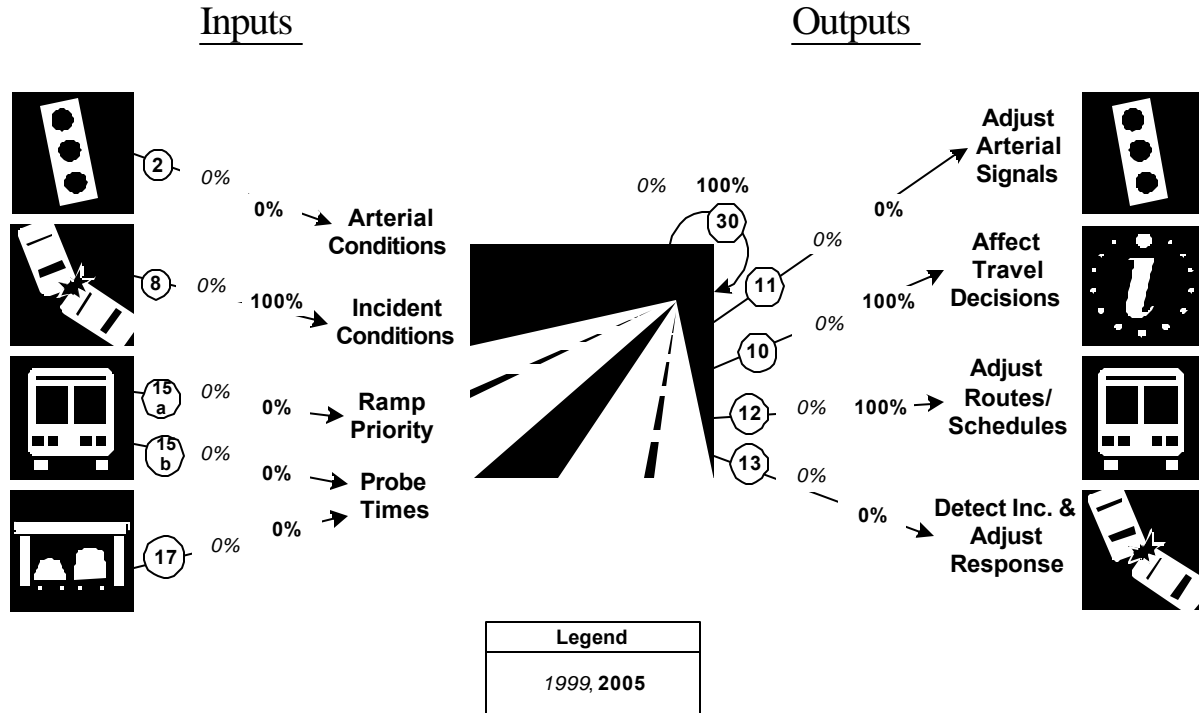 Inputs
Outputs
2
0%
0%
Arterial
Conditions
8
0%
100%
Incident
Conditions
15
a
0%
0%
Ramp
Priority
15
b
0%
0%
Probe
Times
17
0%
0%
0% 100%
30
11
0%
0%
Adjust
Arterial
Signals
10
0%
100%
Affect
Travel
Decisions
12
0%
100%
Adjust
Routes/
Schedules
13
0%
0%
Detect Inc. &
Adjust
Response
i
Legend
1999, 2005